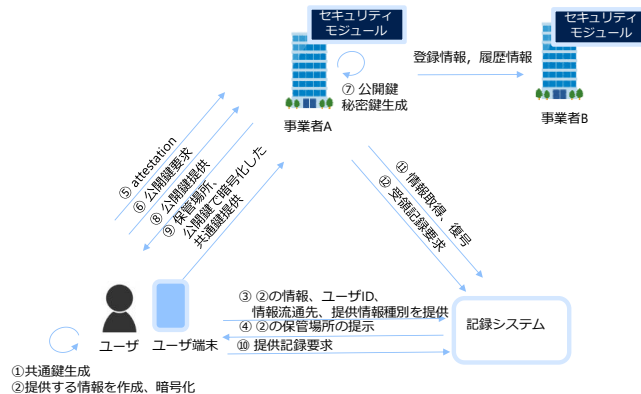 セキュリティ
モジュール
セキュリティ
モジュール
登録情報，履歴情報
⑦ 公開鍵
秘密鍵生成
事業者A
事業者B
⑤ attestation
⑥ 公開鍵要求
⑧ 公開鍵提供
⑨ 保管場所、
公開鍵で暗号化した
共通鍵提供
⑪ 情報取得、復号
⑫ 受領記録要求
③ ②の情報、ユーザID、
情報流通先、提供情報種別を提供
④ ②の保管場所の提示
⑩ 提供記録要求
記録システム
ユーザ
ユーザ端末
①共通鍵生成
②提供する情報を作成、暗号化